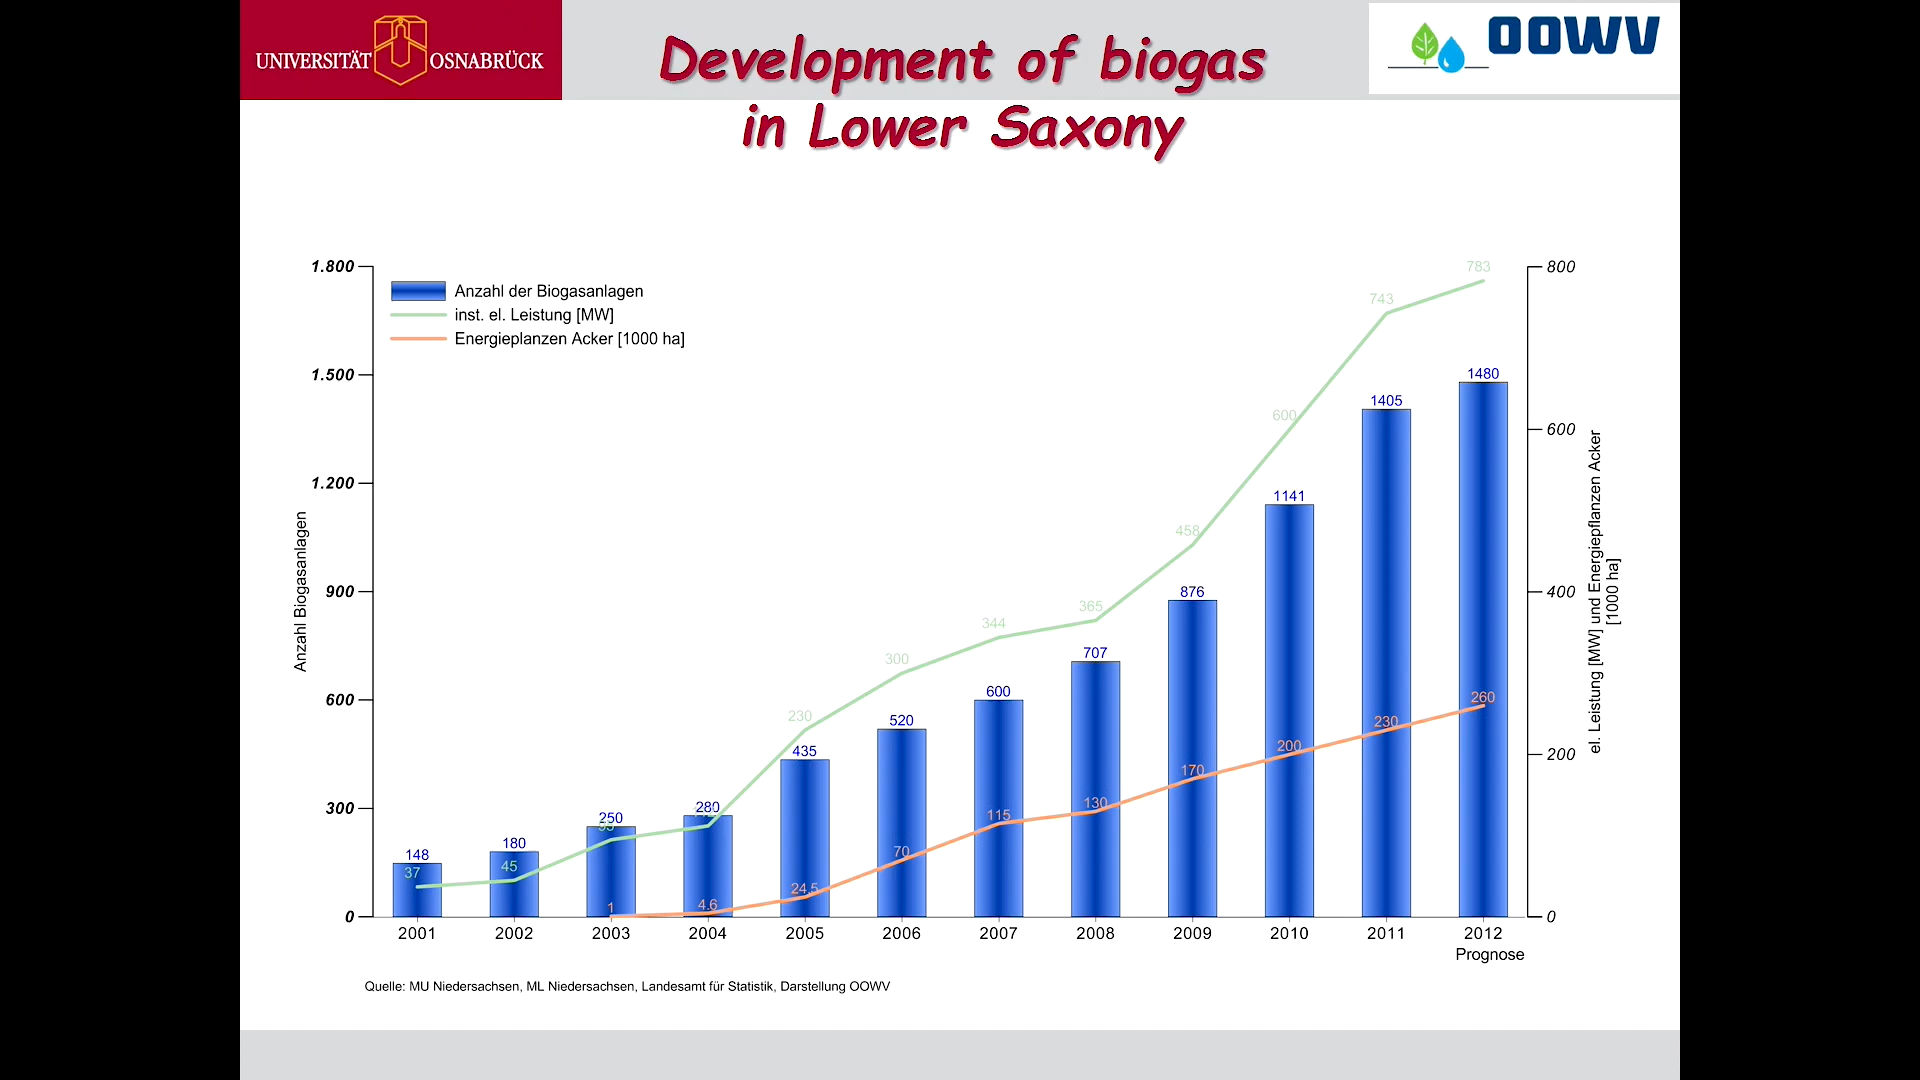 UNIVERSITÄT OSNABRÜCK
Development of biogas
in Lower Saxony
OOWV
Anzahl der Biogasanlagen
inst. el. Leistung [MW]
Energieplanzen Acker [1000 ha]
Anzahl Biogasanlagen
1.800
1.500
1.200
900
600
300
0
800
600
400
200
0
el. Leistung [MW] und Energiepflanzen Acker
[1000 ha]
148 180 250 280 435 520 600 707 876 1141 1405 1480
37 45 95 230 300 344 365 458 600 743 783
1 4.6 24.5 70 115 130 170 200 230 260
2001 2002 2003 2004 2005 2006 2007 2008 2009 2010 2011 2012
Prognose
Quelle: MU Niedersachsen, ML Niedersachsen, Landesamt für Statistik, Darstellung OOWV